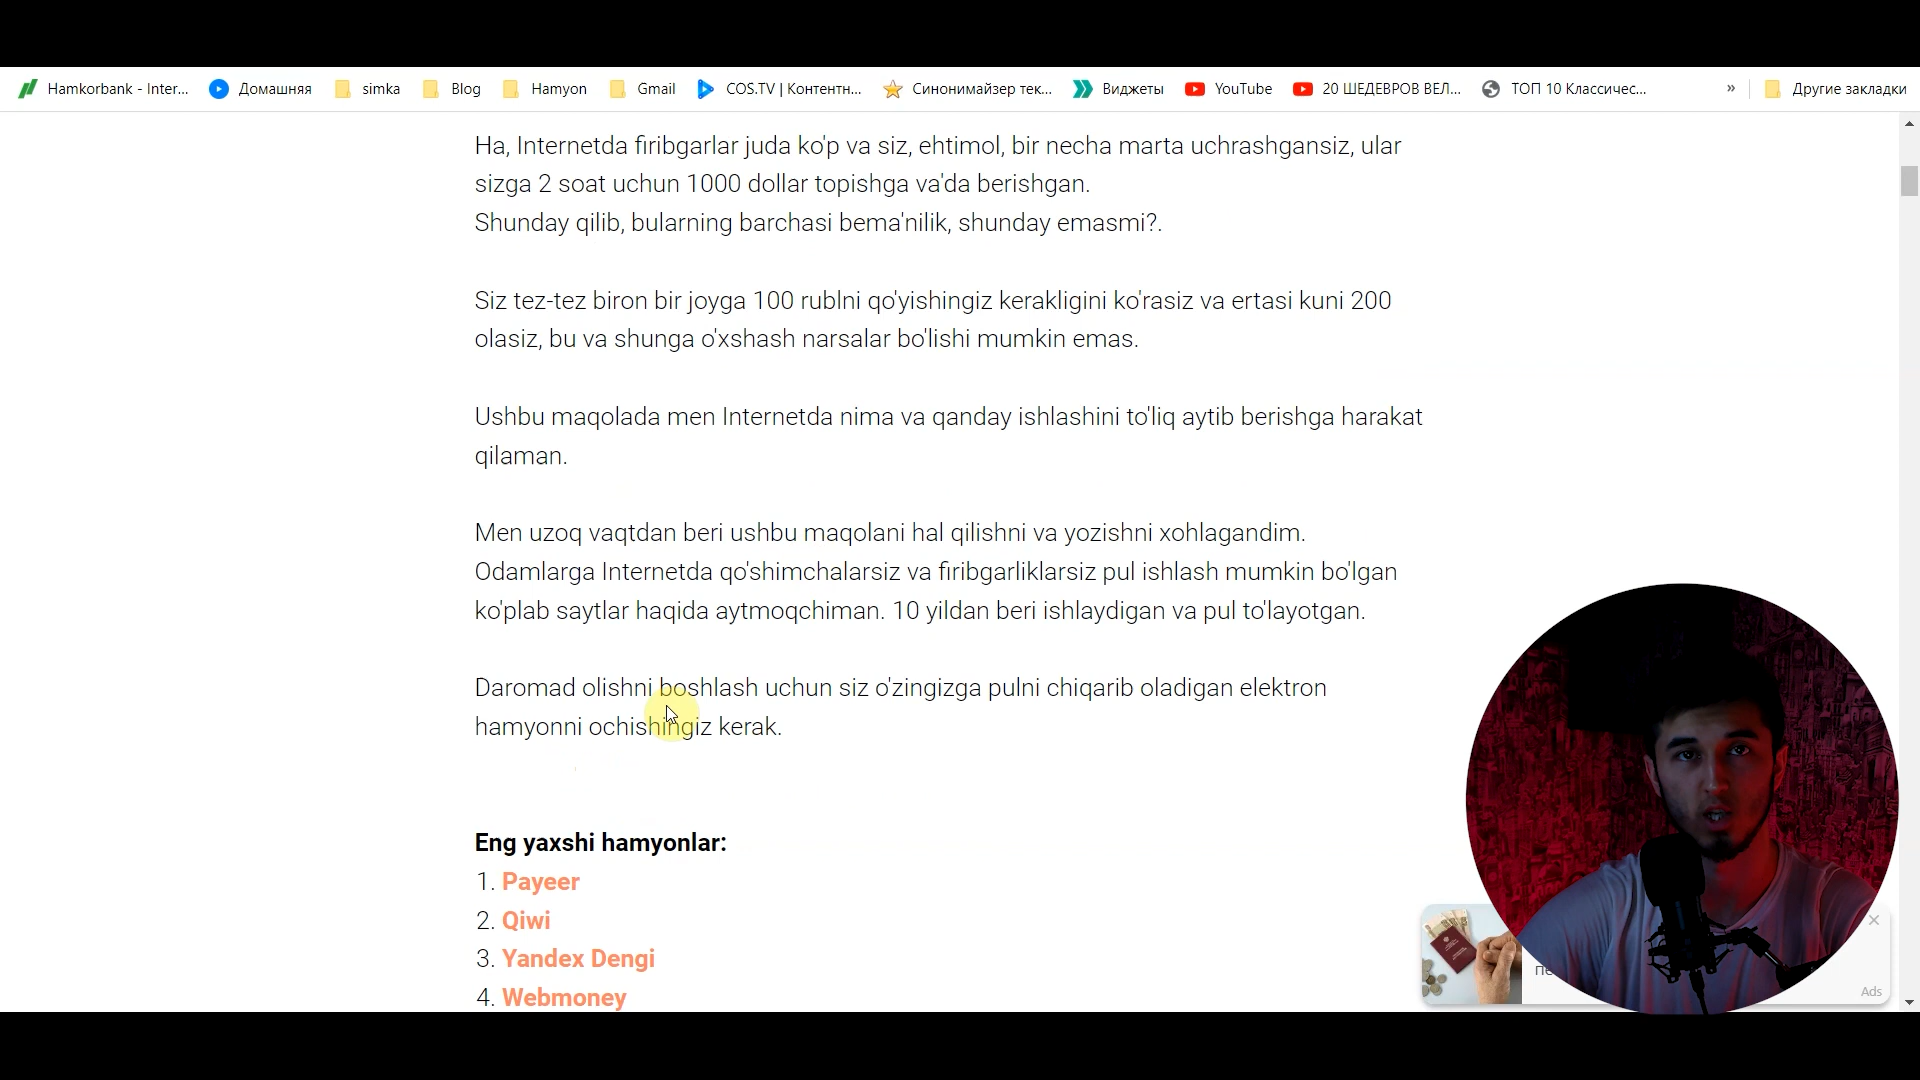 Hamkorbank - Inter...
Домашняя
simka
Blog
Hamyon
Gmail
COS.TV | Контентн...
Синонимайзер тек...
Виджеты
YouTube
20 ШЕДЕВРОВ ВЕЛ...
ТОП 10 Классичес...
»
Другие закладки
Ha, Internetda firibgarlar juda ko'p va siz, ehtimol, bir necha marta uchrashgansiz, ular
sizga 2 soat uchun 1000 dollar topishga va'da berishgan.
Shunday qilib, bularning barchasi bema'nilik, shunday emasmi?.
Siz tez-tez biron bir joyga 100 rublni qo'yishingiz kerakligini ko'rasiz va ertasi kuni 200
olasiz, bu va shunga o'xshash narsalar bo'lishi mumkin emas.
Ushbu maqolada men Internetda nima va qanday ishlashini to'liq aytib berishga harakat
qilaman.
Men uzoq vaqtdan beri ushbu maqolani hal qilishni va yozishni xohlagandim.
Odamlarga Internetda qo'shimchalarsiz va firibgarliklarsiz pul ishlash mumkin bo'lgan
ko'plab saytlar haqida aytmoqchiman. 10 yildan beri ishlaydigan va pul to'layotgan.
Daromad olishni boshlash uchun siz o'zingizga pulni chiqarib oladigan elektron
hamyonni ochishingiz kerak.
Eng yaxshi hamyonlar:
1. Payeer
2. Qiwi
3. Yandex Dengi
4. Webmoney
Ads